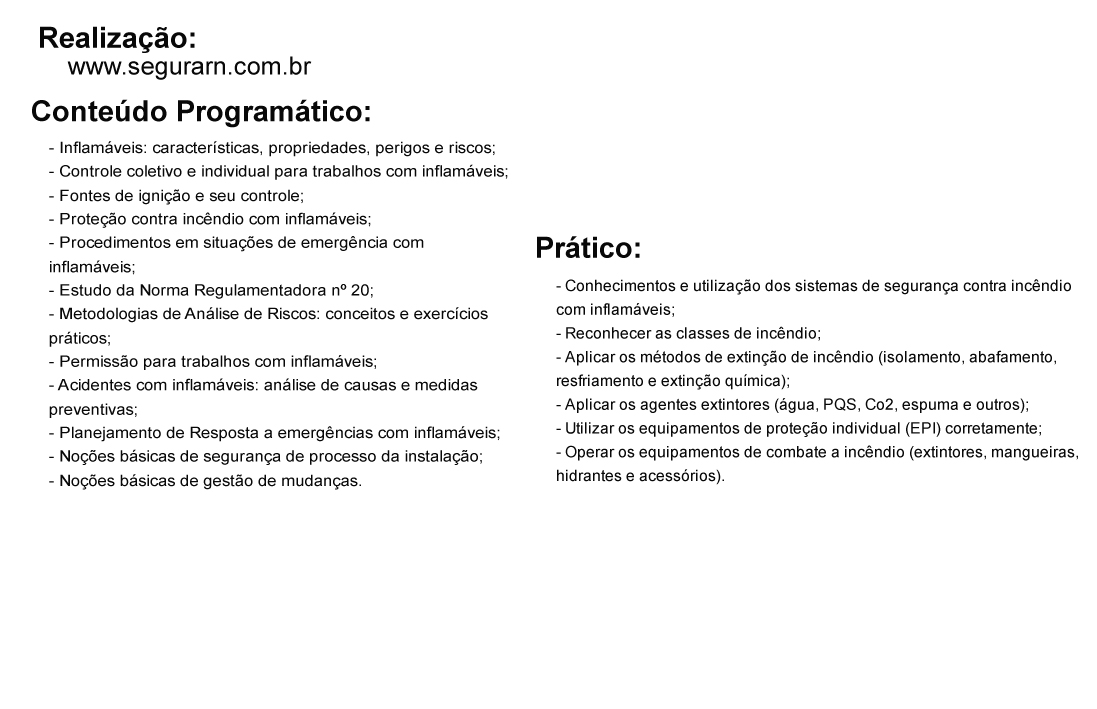 Realização:
www.segurarn.com.br
Conteúdo Programático:
- Inflamáveis: características, propriedades, perigos e riscos;
- Controle coletivo e individual para trabalhos com inflamáveis;
- Fontes de ignição e seu controle;
- Proteção contra incêndio com inflamáveis;
- Procedimentos em situações de emergência com
inflamáveis;
- Estudo da Norma Regulamentadora nº 20;
- Metodologias de Análise de Riscos: conceitos e exercícios
práticos;
- Permissão para trabalhos com inflamáveis;
- Acidentes com inflamáveis: análise de causas e medidas
preventivas;
- Planejamento de Resposta a emergências com inflamáveis;
- Noções básicas de segurança de processo da instalação;
- Noções básicas de gestão de mudanças.
Prático:
- Conhecimentos e utilização dos sistemas de segurança contra incêndio
com inflamáveis;
- Reconhecer as classes de incêndio;
- Aplicar os métodos de extinção de incêndio (isolamento, abafamento,
resfriamento e extinção química);
- Aplicar os agentes extintores (água, PQS, Co2, espuma e outros);
- Utilizar os equipamentos de proteção individual (EPI) corretamente;
- Operar os equipamentos de combate a incêndio (extintores, mangueiras,
hidrantes e acessórios).